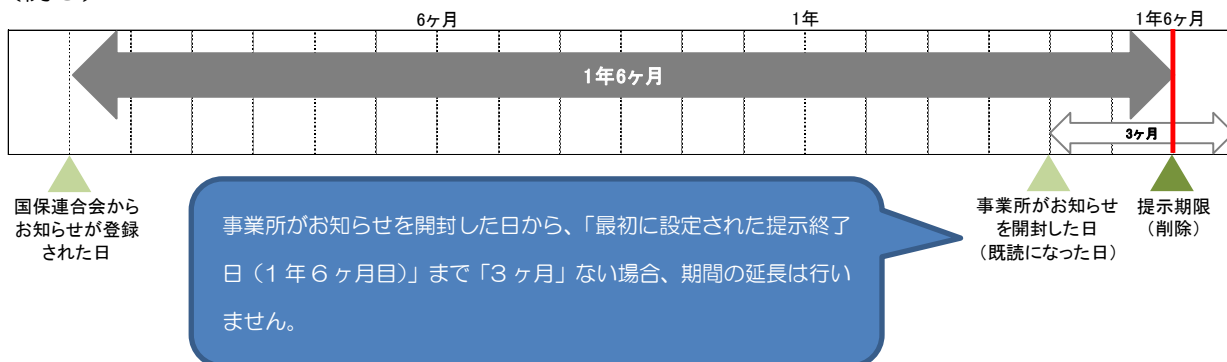 6ヶ月
1年
1年6ヶ月
1年6ヶ月
3ヶ月
国保連合会から
お知らせが登録
された日
事業所がお知らせを開封した日から、「最初に設定された提示終了
日（1年6ヶ月目）」まで「3ヶ月」ない場合、期間の延長は行い
ません。
事業所がお知らせ
を開封した日
（既読になった日）
提示期限
（削除）